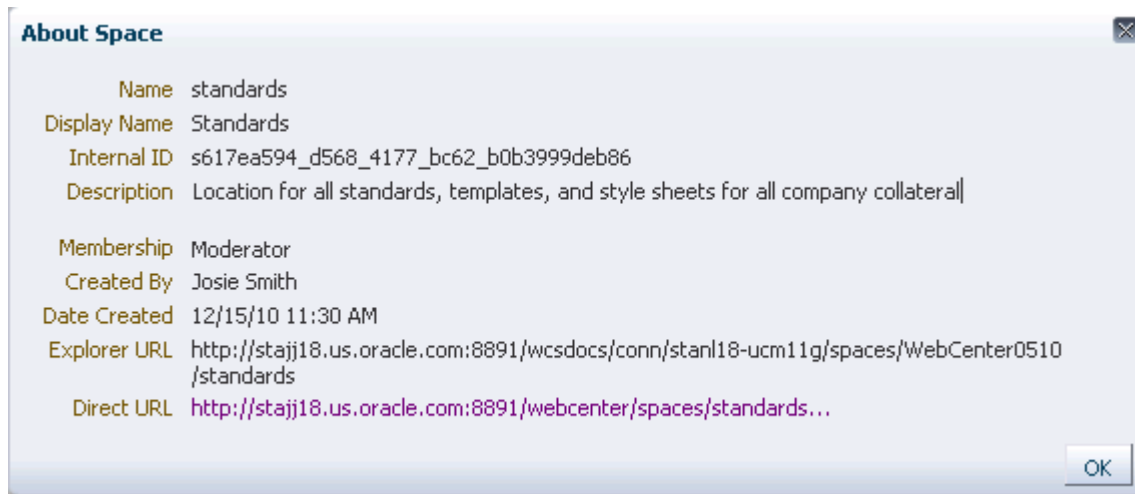 About Space
Name standards
Display Name Standards
Internal ID s617ea594_d568_4177_bc62_b0b3999deb86
Description Location for all standards, templates, and style sheets for all company collateral
Membership Moderator
Created By Josie Smith
Date Created 12/15/10 11:30 AM
Explorer URL http://stajj18.us.oracle.com:8891/wcsdocs/conn/stanl18-ucm11g/spaces/WebCenter0510
/standards
Direct URL http://stajj18.us.oracle.com:8891/webcenter/spaces/standards...
OK